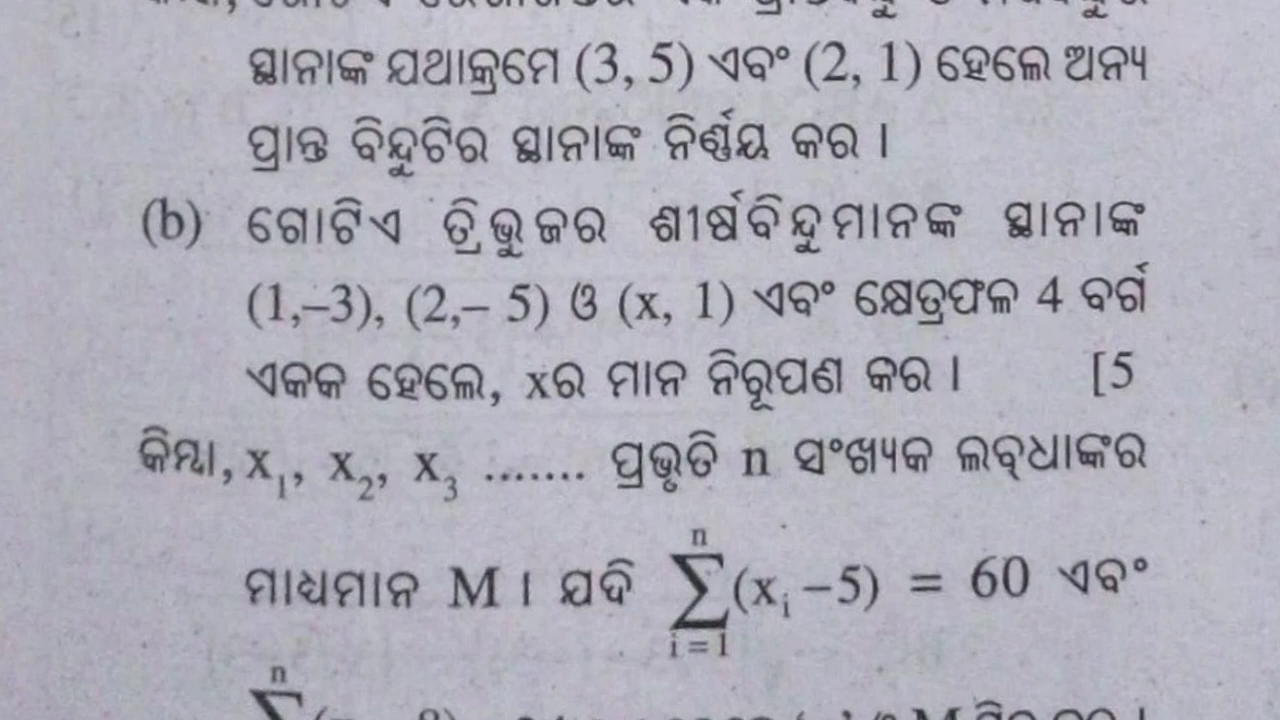 ସ୍ଥାନାଙ୍କ ଯଥାକ୍ରମେ (3, 5) ଏବଂ (2, 1) ହେଲେ ଅନ୍ୟ
ପ୍ରାନ୍ତ ବିନ୍ଦୁଟିର ସ୍ଥାନାଙ୍କ ନିର୍ଣ୍ଣୟ କର ।
(b) ଗୋଟିଏ ତ୍ରିଭୁଜର ଶୀର୍ଷବିନ୍ଦୁମାନଙ୍କ ସ୍ଥାନାଙ୍କ
(1,–3), (2,– 5) ଓ (x, 1) ଏବଂ କ୍ଷେତ୍ରଫଳ 4 ବର୍ଗ
ଏକକ ହେଲେ, xର ମାନ ନିରୂପଣ କର । [5
କିମ୍ବା, x₁, x₂, x₃ ....... ପ୍ରଭୃତି n ସଂଖ୍ୟକ ଲବ୍ଧାଙ୍କର
ମାଧ୍ୟମାନ M । ଯଦି n∑i=1 (xᵢ –5) = 60 ଏବଂ